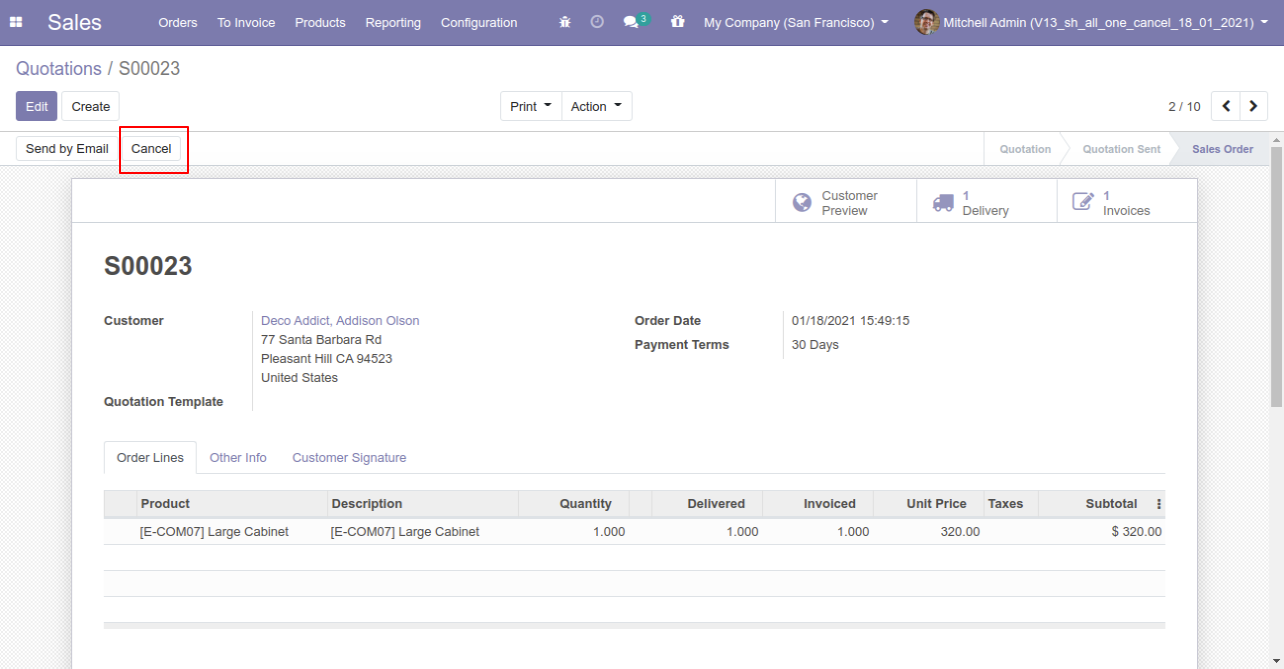 Sales Orders To Invoice Products Reporting Configuration 3 My Company (San Francisco) Mitchell Admin (V13_sh_all_one_cancel_18_01_2021)
Quotations / S00023
Edit Create Print Action 2 / 10
Send by Email Cancel Quotation Quotation Sent Sales Order
Customer Preview
1 Delivery
1 Invoices
S00023
Customer Deco Addict, Addison Olson
77 Santa Barbara Rd
Pleasant Hill CA 94523
United States
Quotation Template
Order Date 01/18/2021 15:49:15
Payment Terms 30 Days
Order Lines Other Info Customer Signature
Product Description Quantity Delivered Invoiced Unit Price Taxes Subtotal
[E-COM07] Large Cabinet [E-COM07] Large Cabinet 1.000 1.000 1.000 320.00 $ 320.00